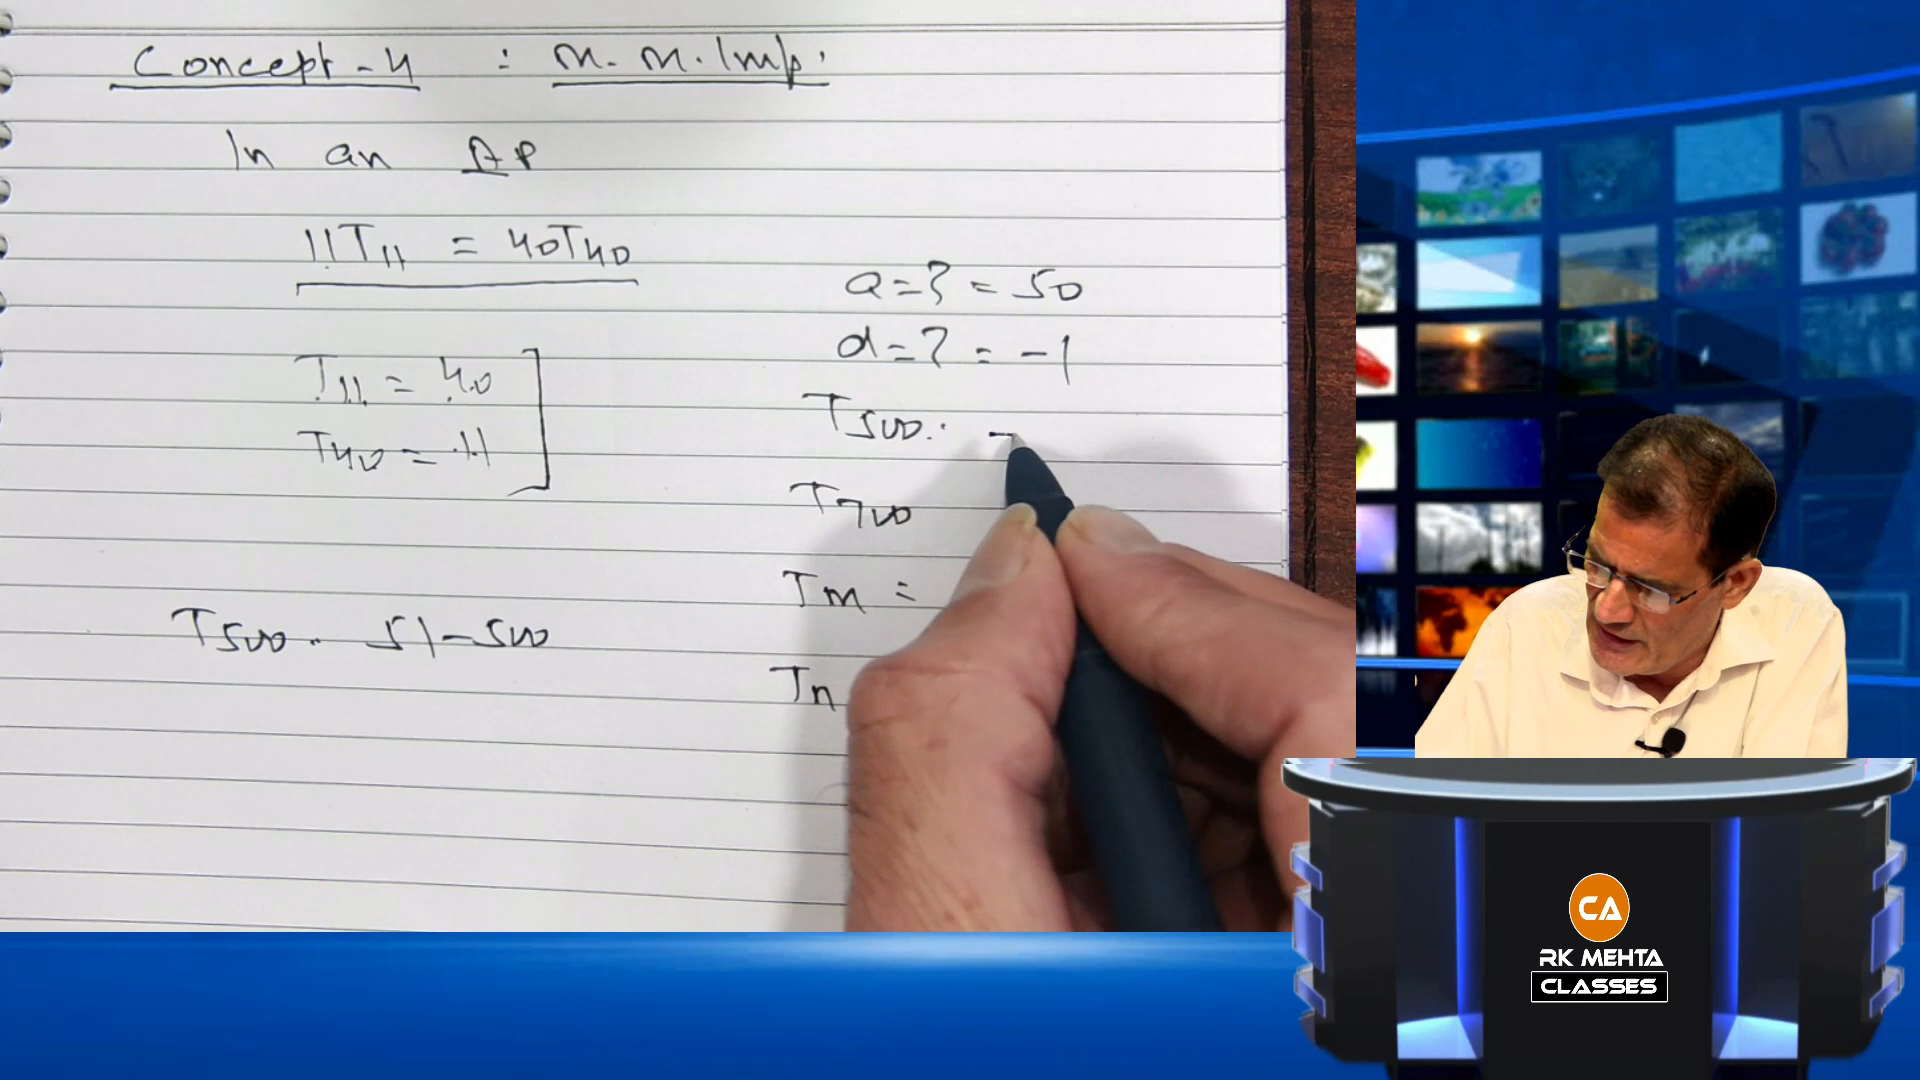 Concept-4 : M.M.Imp.
In an AP
11T11 = 40T40
T11 = 40
T40 = 11
T500 = 51-500
a=? = 50
d=? = -1
T500 = -
T700
Tm =
Tn
CA
RK MEHTA
CLASSES